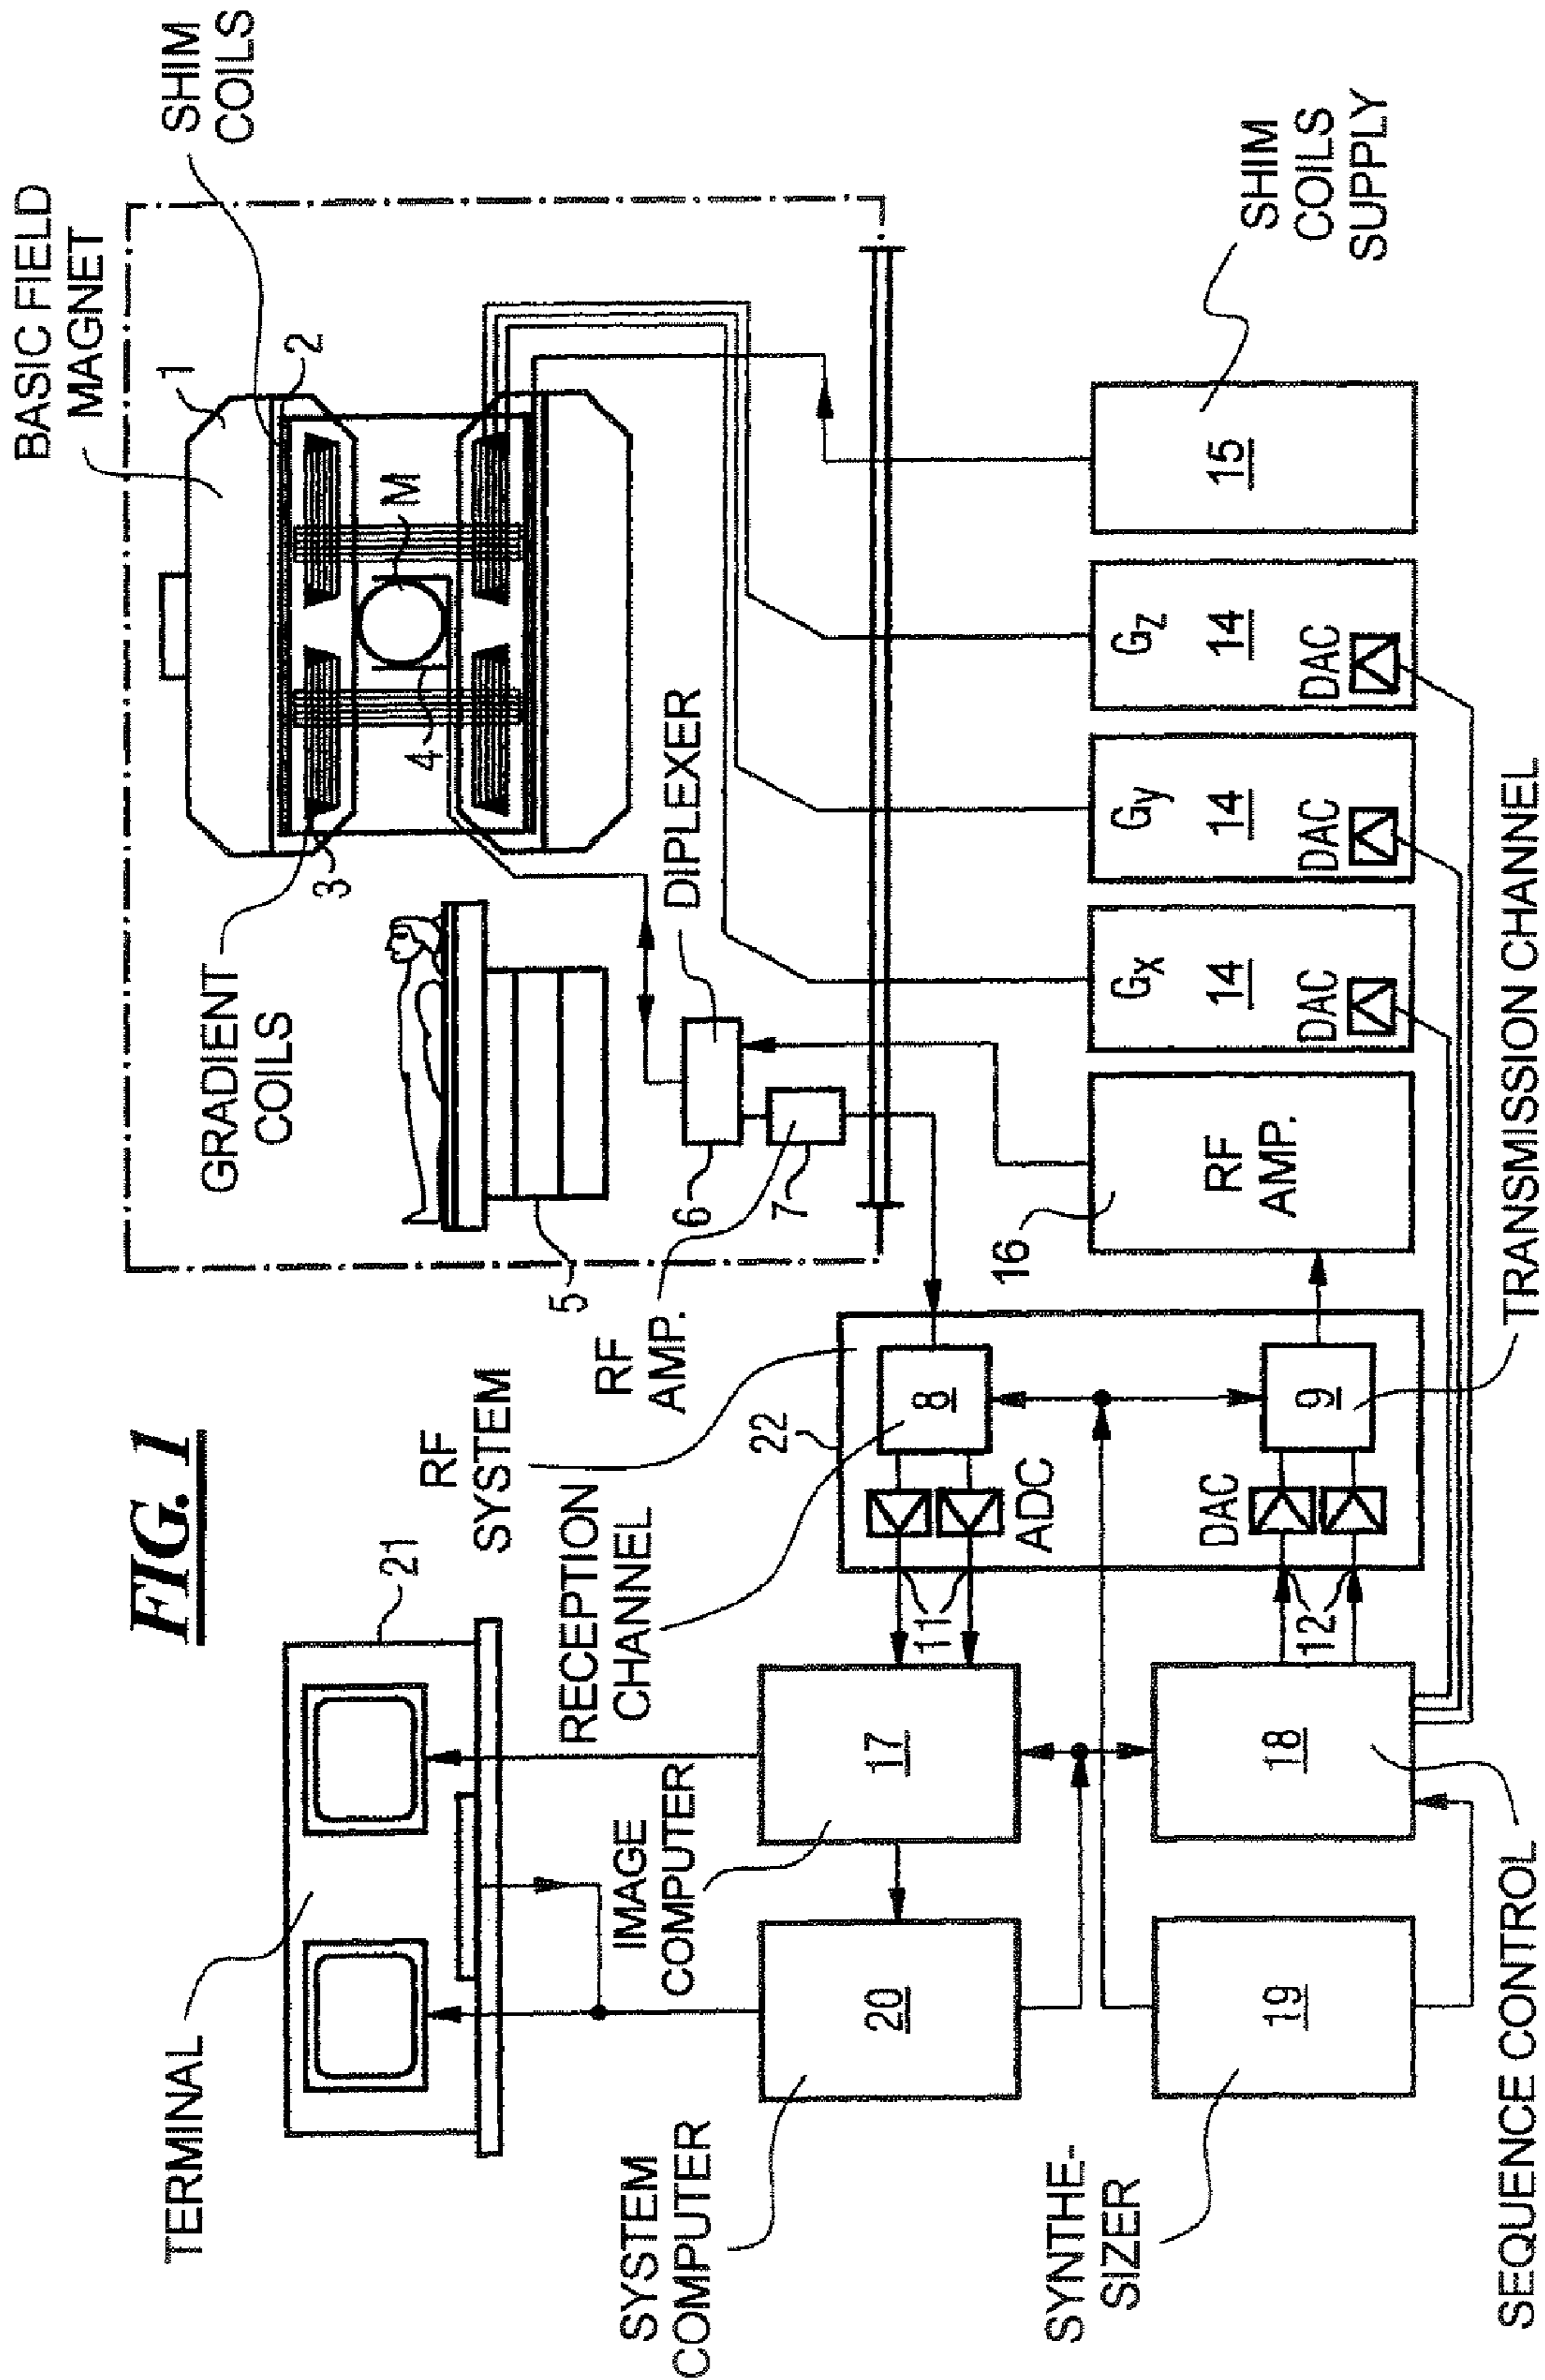 FIG. 1
BASIC FIELD
MAGNET
SHIM
COILS
1
2
3
GRADIENT
COILS
M
4
5
DIPLEXER
6
7
RF
AMP.
RF
SYSTEM
RECEPTION
CHANNEL
22
8
ADC
11
9
DAC
12
TRANSMISSION CHANNEL
16
RF
AMP.
Gx
14
DAC
Gy
14
DAC
Gz
14
DAC
15
SHIM
COILS
SUPPLY
TERMINAL
21
IMAGE
COMPUTER
17
SYSTEM
COMPUTER
20
18
SEQUENCE CONTROL
19
SYNTHE-
SIZER